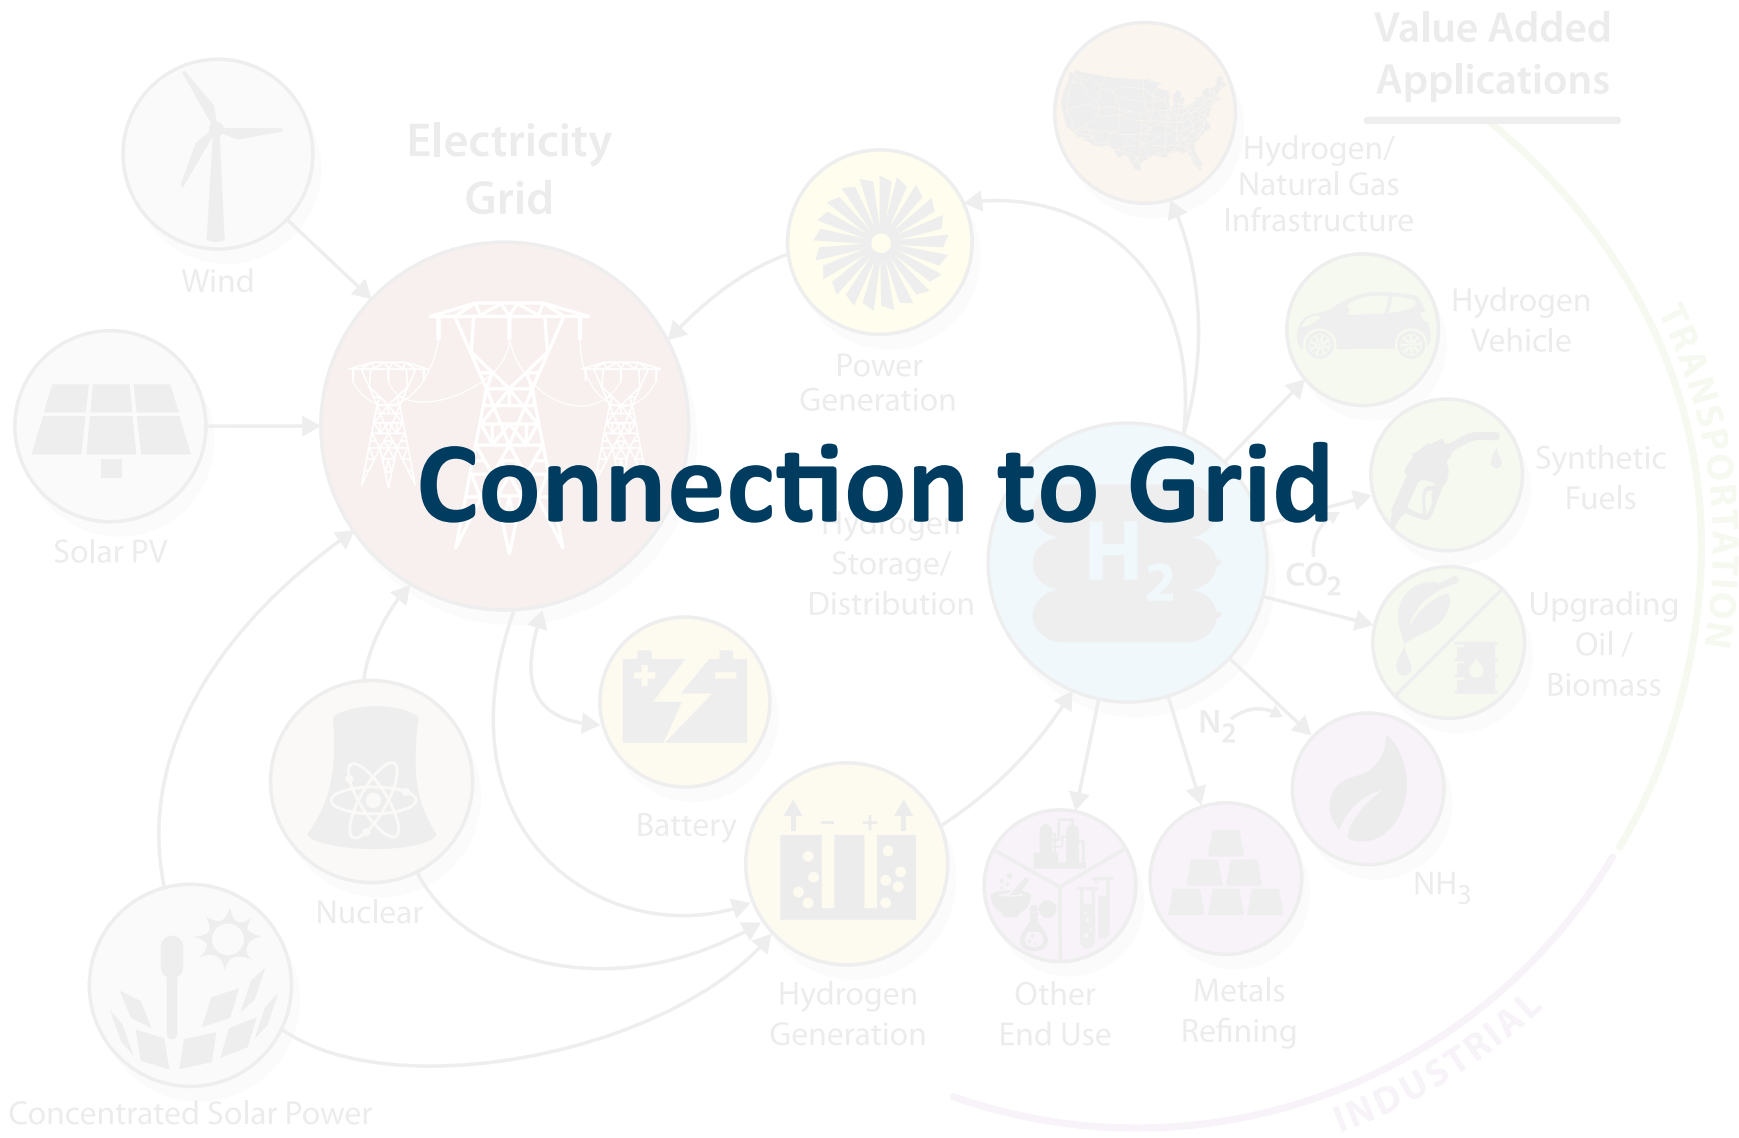 Value Added
Applications
Electricity
Grid
Hydrogen/
Natural Gas
Infrastructure
Wind
Hydrogen
Vehicle
Power
Generation
TRANSPORTATION
Connection to Grid
Synthetic
Fuels
Solar PV
Hydrogen
Storage/
Distribution
H2
CO2
Upgrading
Oil /
Biomass
N2
Battery
- +
Nuclear
NH3
Hydrogen
Generation
Other
End Use
Metals
Refining
INDUSTRIAL
Concentrated Solar Power